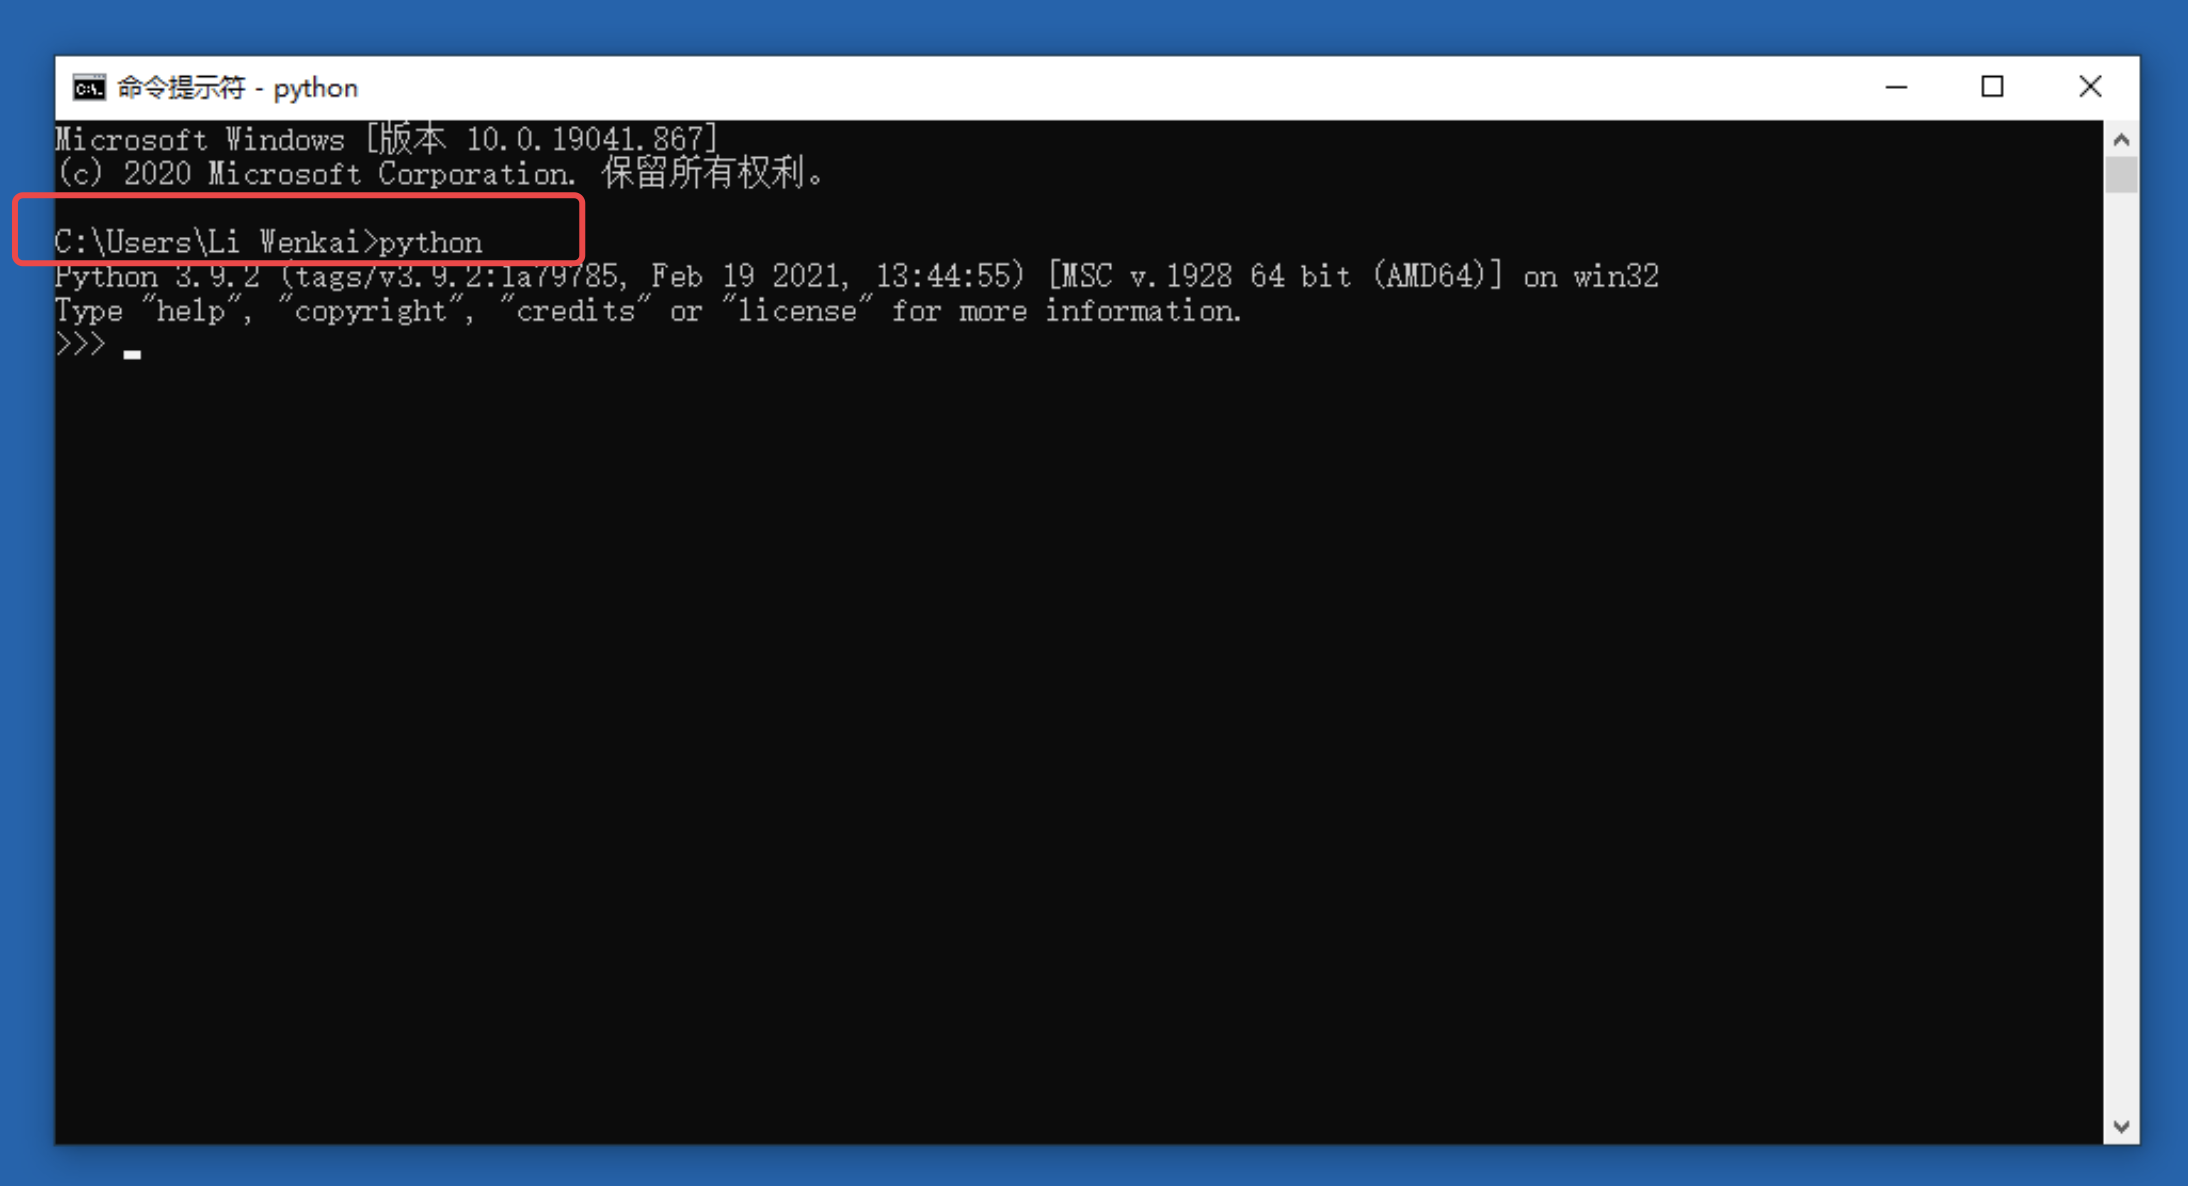 命令提示符 - python
Microsoft Windows [版本 10.0.19041.867]
(c) 2020 Microsoft Corporation. 保留所有权利。
C:\Users\Li Wenkai>python
Python 3.9.2 (tags/v3.9.2:1a79785, Feb 19 2021, 13:44:55) [MSC v.1928 64 bit (AMD64)] on win32
Type "help", "copyright", "credits" or "license" for more information.
>>>